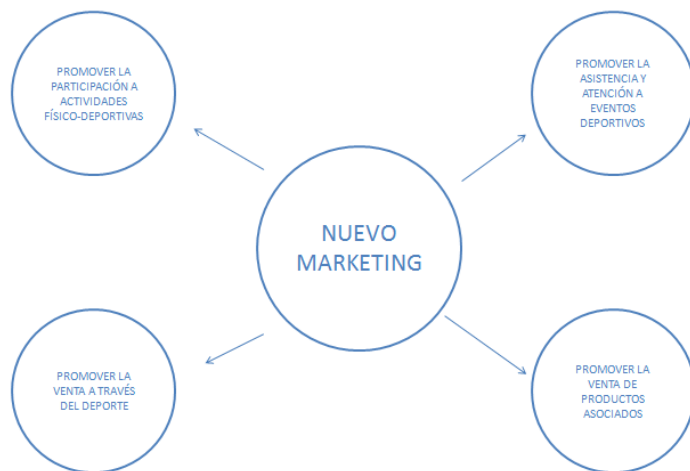 PROMOVER LA
PARTICIPACIÓN A
ACTIVIDADES
FÍSICO-DEPORTIVAS
PROMOVER LA
ASISTENCIA Y
ATENCIÓN A
EVENTOS
DEPORTIVOS
NUEVO
MARKETING
PROMOVER LA
VENTA A TRAVÉS
DEL DEPORTE
PROMOVER LA
VENTA DE
PRODUCTOS
ASOCIADOS